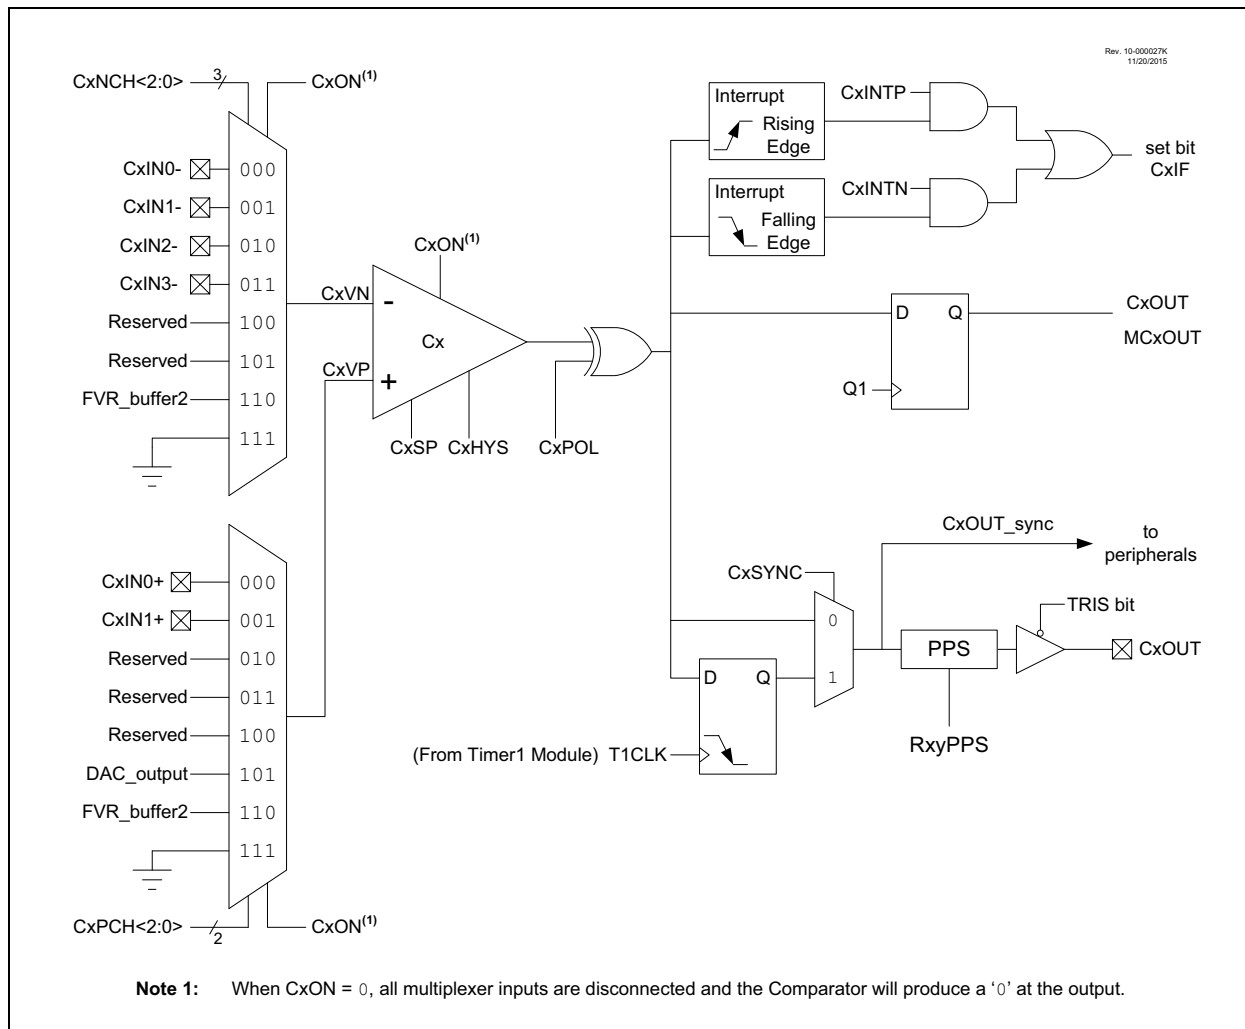 Rev. 10-000027K
11/20/2015
CxNCH<2:0>
3
CxON(1)
CxIN0-
000
CxIN1-
001
CxIN2-
010
CxIN3-
011
Reserved
100
Reserved
101
FVR_buffer2
110
111
CxVN
CxVP
CxON(1)
-
Cx
+
CxSP
CxHYS
CxPOL
Interrupt
Rising
Edge
CxINTP
Interrupt
Falling
Edge
CxINTN
set bit
CxIF
D
Q
Q1
CxOUT
MCxOUT
CxIN0+
000
CxIN1+
001
Reserved
010
Reserved
011
Reserved
100
DAC_output
101
FVR_buffer2
110
111
CxPCH<2:0>
2
CxON(1)
CxOUT_sync
to
peripherals
CxSYNC
0
1
TRIS bit
PPS
CxOUT
RxyPPS
D
Q
(From Timer1 Module) T1CLK
Note 1: When CxON = 0, all multiplexer inputs are disconnected and the Comparator will produce a ‘0’ at the output.